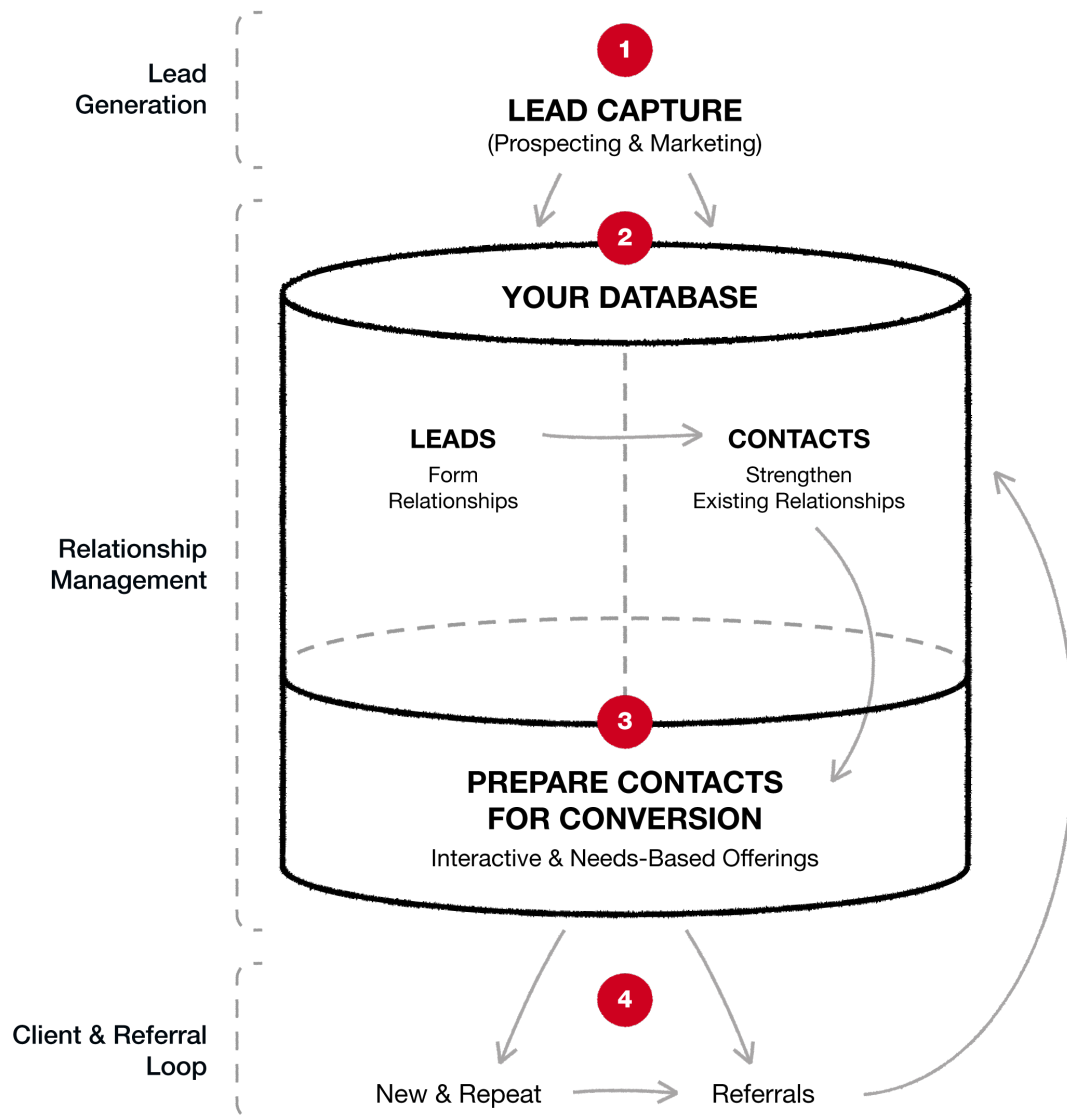 Lead
Generation
1
LEAD CAPTURE
(Prospecting & Marketing)
2
YOUR DATABASE
LEADS
Form
Relationships
CONTACTS
Strengthen
Existing Relationships
Relationship
Management
3
PREPARE CONTACTS
FOR CONVERSION
Interactive & Needs-Based Offerings
4
Client & Referral
Loop
New & Repeat
Referrals